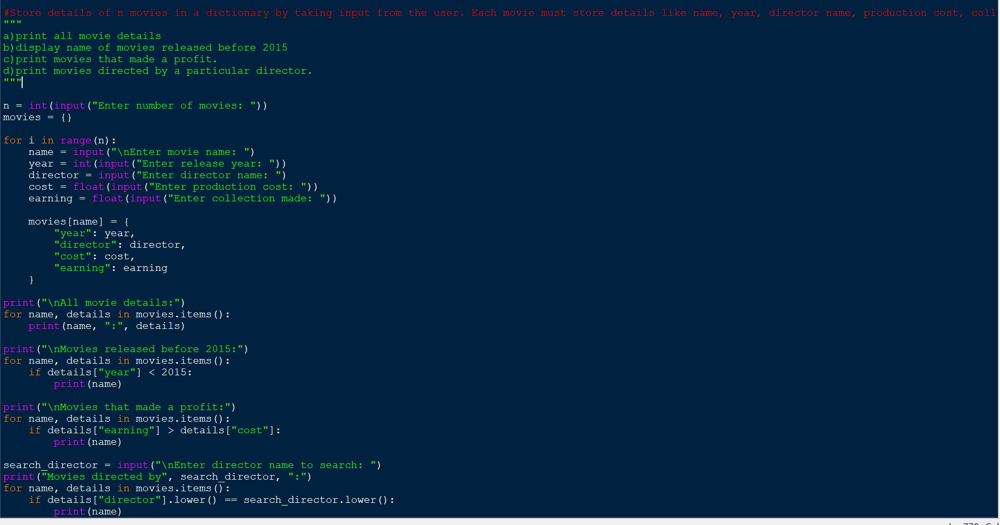 #Store details of n movies in a dictionary by taking input from the user. Each movie must store details like name, year, director name, production cost, coll
"""
a)print all movie details
b)display name of movies released before 2015
c)print movies that made a profit.
d)print movies directed by a particular director.
"""
n = int(input("Enter number of movies: "))
movies = {}
for i in range(n):
    name = input("\nEnter movie name: ")
    year = int(input("Enter release year: "))
    director = input("Enter director name: ")
    cost = float(input("Enter production cost: "))
    earning = float(input("Enter collection made: "))
    movies[name] = {
        "year": year,
        "director": director,
        "cost": cost,
        "earning": earning
    }
print("\nAll movie details:")
for name, details in movies.items():
    print(name, ":", details)
print("\nMovies released before 2015:")
for name, details in movies.items():
    if details["year"] < 2015:
        print(name)
print("\nMovies that made a profit:")
for name, details in movies.items():
    if details["earning"] > details["cost"]:
        print(name)
search_director = input("\nEnter director name to search: ")
print("Movies directed by", search_director, ":")
for name, details in movies.items():
    if details["director"].lower() == search_director.lower():
        print(name)